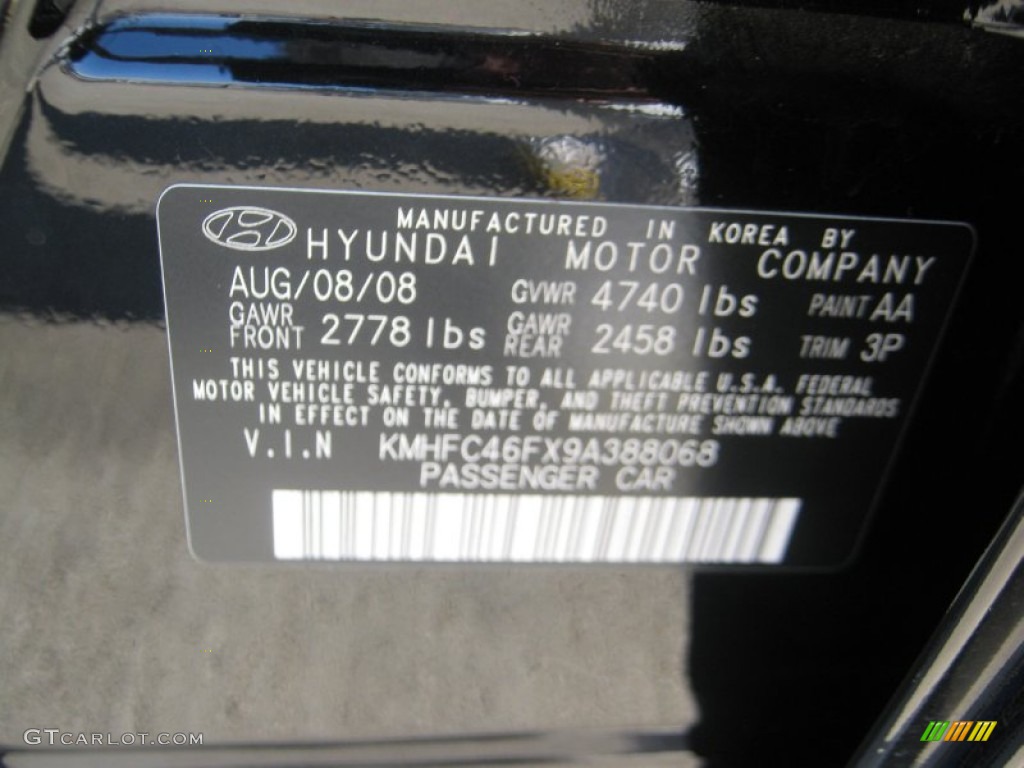 MANUFACTURED IN KOREA BY
HYUNDAI MOTOR COMPANY
AUG/08/08 GVWR 4740 lbs PAINT AA
GAWR FRONT 2778 lbs GAWR REAR 2458 lbs TRIM 3P
THIS VEHICLE CONFORMS TO ALL APPLICABLE U.S.A. FEDERAL
MOTOR VEHICLE SAFETY, BUMPER, AND THEFT PREVENTION STANDARDS
IN EFFECT ON THE DATE OF MANUFACTURE SHOWN ABOVE
V.I.N KMHFC46FX9A388068
PASSENGER CAR
GTCARLOT.COM